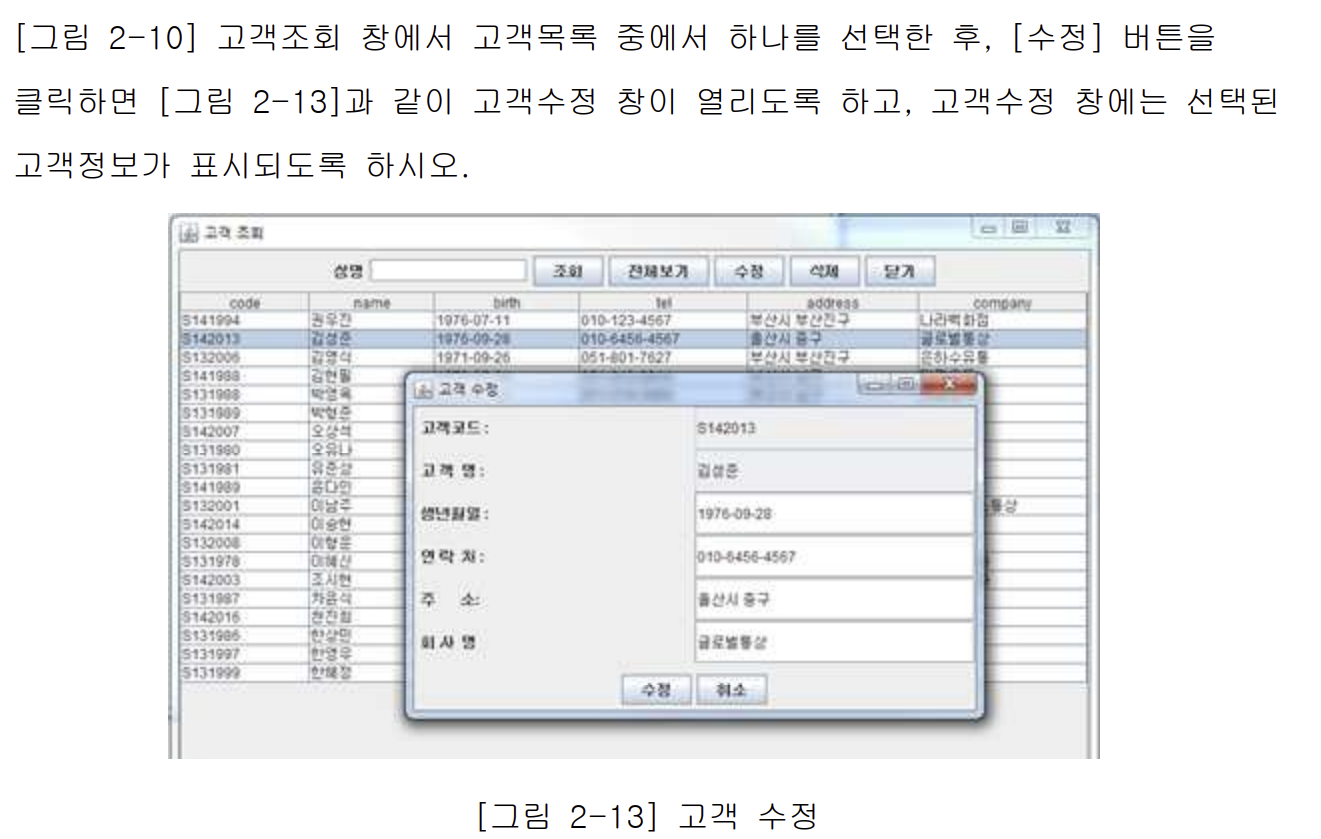 [그림 2-10] 고객조회 창에서 고객목록 중에서 하나를 선택한 후, [수정] 버튼을
클릭하면 [그림 2-13]과 같이 고객수정 창이 열리도록 하고, 고객수정 창에는 선택된
고객정보가 표시되도록 하시오.
고객 조회
성명 조회 전체보기 수정 삭제 닫기
code name birth tel address company
S141994 권우진 1976-07-11 010-123-4567 부산시 부산진구 나라백화점
S142013 김성준 1976-09-28 010-6456-4567 울산시 중구 글로벌통상
S132006 김영식 1971-09-26 051-801-7627 부산시 부산진구 은하수유통
S141988 김현필
S131988 박영옥
S131989 박형준
S142007 오상석
S131980 오유나
S131981 유준상
S141989 윤다인
S132001 이남주 통상
S142014 이승현
S132008 이형운
S131978 이혜산
S142003 조시현
S131987 차윤식
S142016 천진희
S131986 한상민
S131997 한영우
S131999 한혜정
고객 수정
고객코드 : S142013
고 객 명 : 김성준
생년월일 : 1976-09-28
연 락 처 : 010-6456-4567
주 소: 울산시 중구
회 사 명 글로벌통상
수정 취소
[그림 2-13] 고객 수정